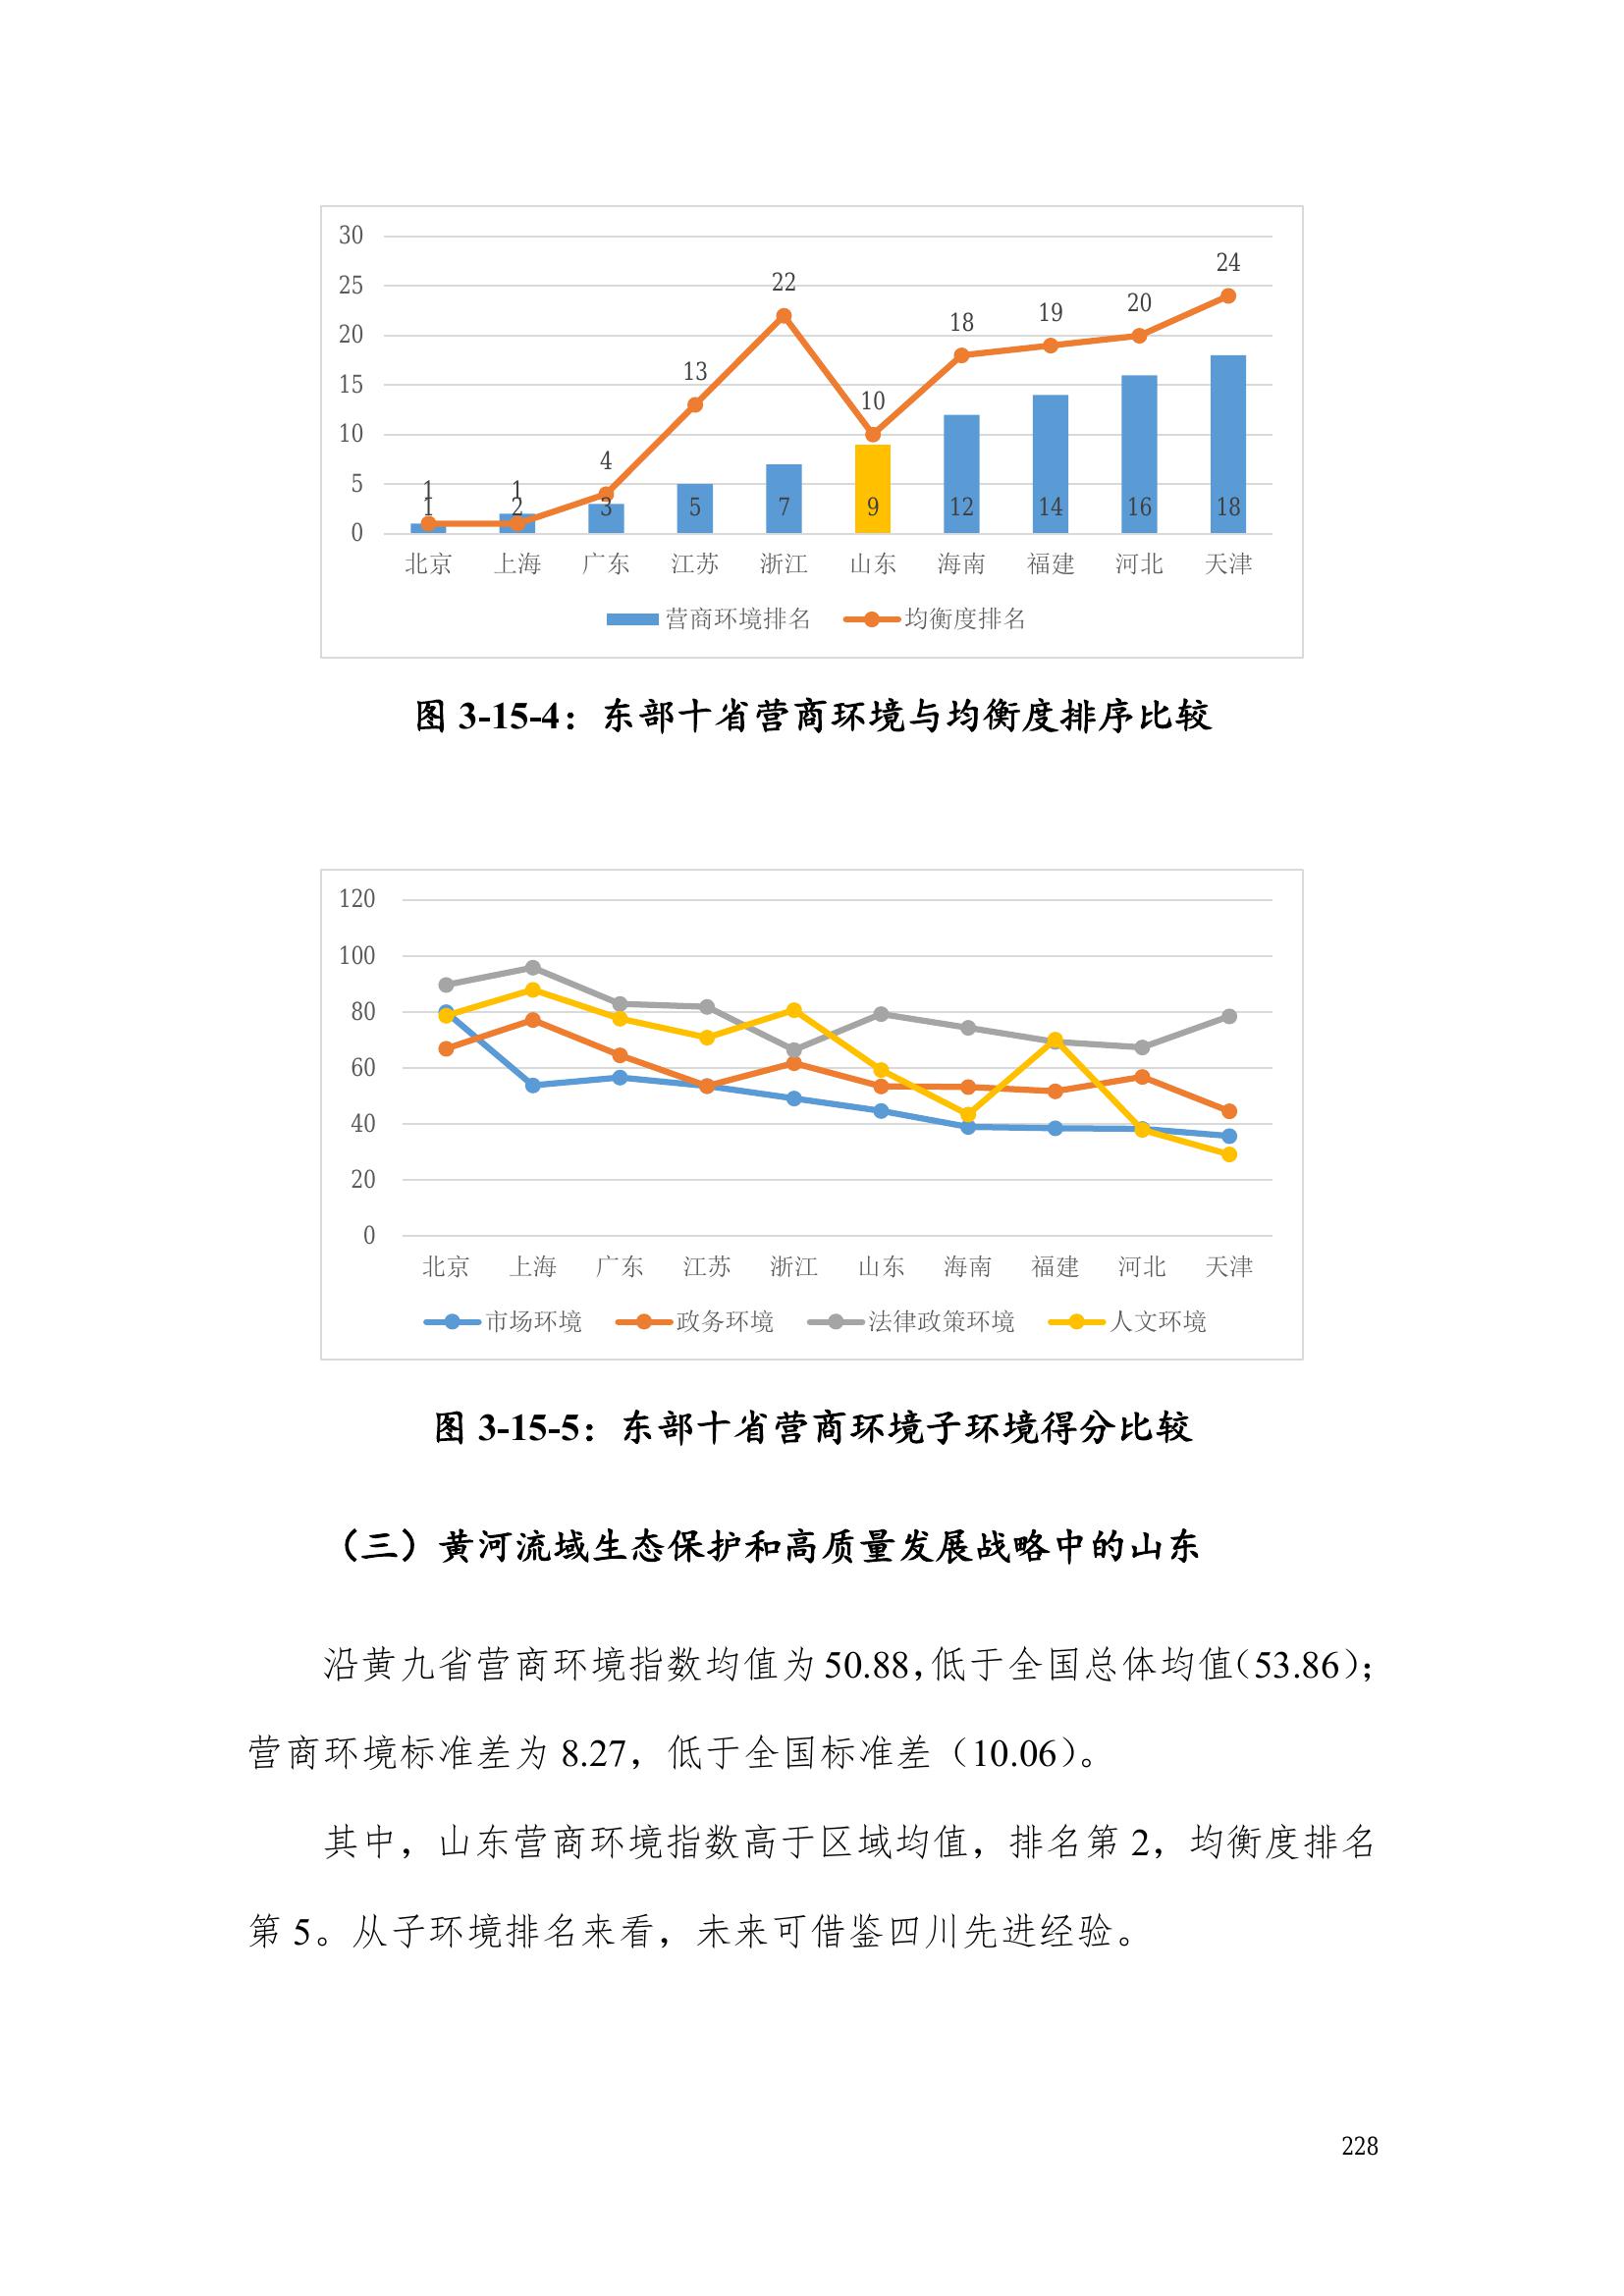 30
25
20
15
10
5
0
1 1 4 13 22 10 18 19 20 24
1 2 3 5 7 9 12 14 16 18
北京 上海 广东 江苏 浙江 山东 海南 福建 河北 天津
营商环境排名 均衡度排名
图 3-15-4：东部十省营商环境与均衡度排序比较
120
100
80
60
40
20
0
北京 上海 广东 江苏 浙江 山东 海南 福建 河北 天津
市场环境 政务环境 法律政策环境 人文环境
图 3-15-5：东部十省营商环境子环境得分比较
（三）黄河流域生态保护和高质量发展战略中的山东
沿黄九省营商环境指数均值为 50.88，低于全国总体均值（53.86）；
营商环境标准差为 8.27，低于全国标准差（10.06）。
其中，山东营商环境指数高于区域均值，排名第 2，均衡度排名
第 5。从子环境排名来看，未来可借鉴四川先进经验。
228